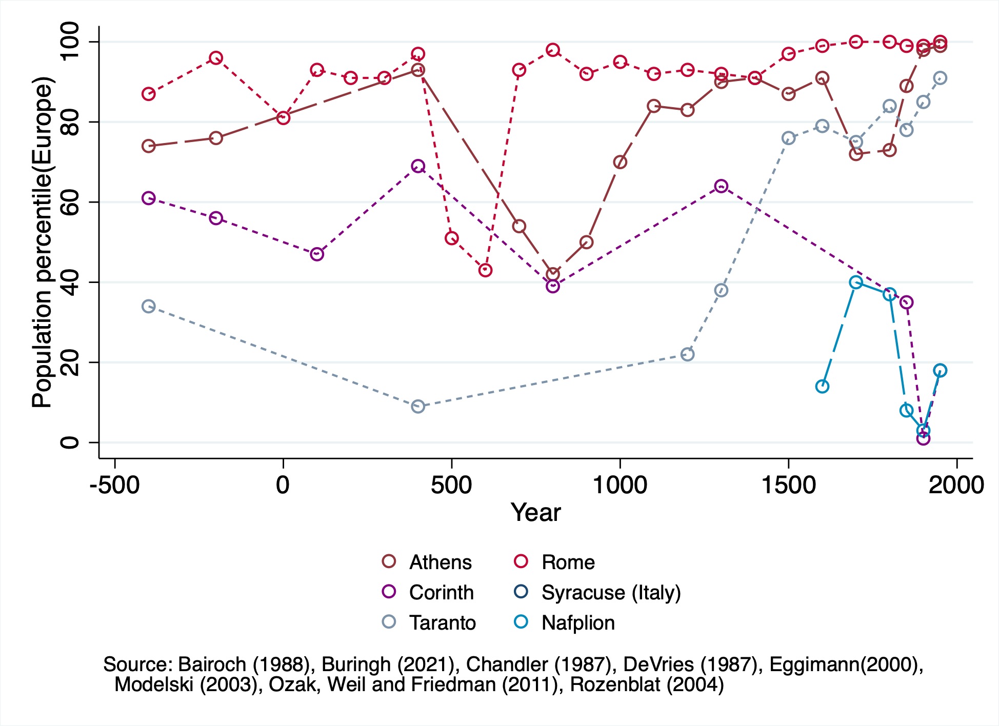 Population percentile(Europe)
100
80
60
40
20
0
-500 0 500 1000 1500 2000
Year
Athens Rome
Corinth Syracuse (Italy)
Taranto Nafplion
Source: Bairoch (1988), Buringh (2021), Chandler (1987), DeVries (1987), Eggimann(2000),
Modelski (2003), Ozak, Weil and Friedman (2011), Rozenblat (2004)